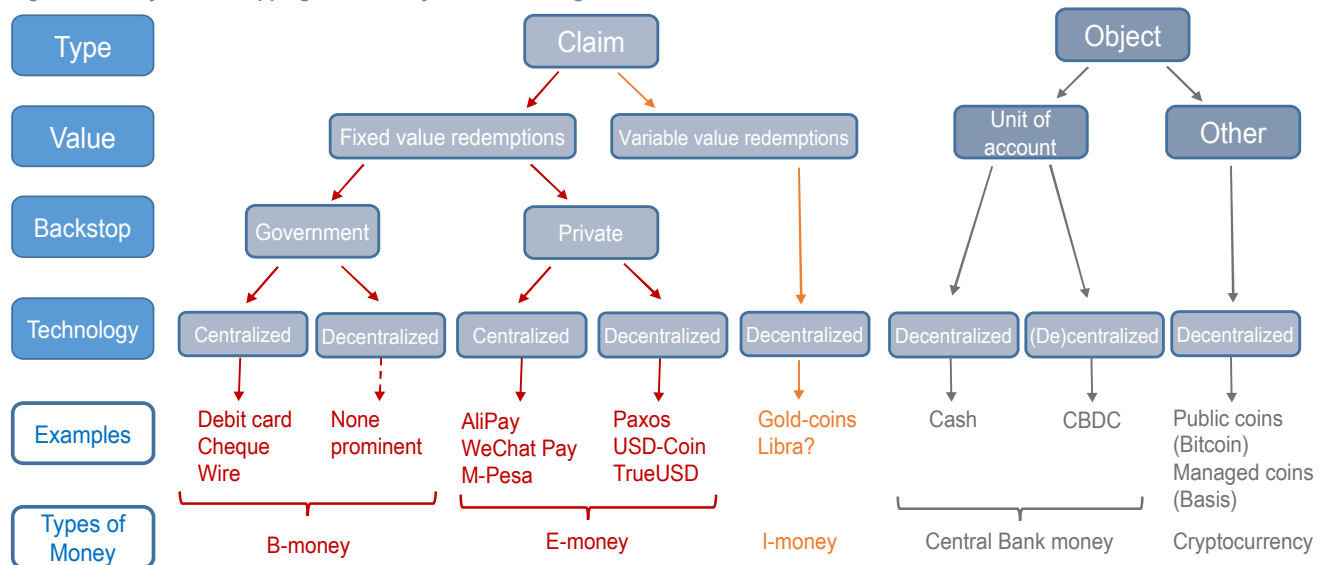 Type
Claim
Object
Value
Fixed value redemptions
Variable value redemptions
Unit of
account
Other
Backstop
Government
Private
Technology
Centralized
Decentralized
Centralized
Decentralized
Decentralized
Decentralized
(De)centralized
Decentralized
Examples
Debit card
Cheque
Wire
None
prominent
AliPay
WeChat Pay
M-Pesa
Paxos
USD-Coin
TrueUSD
Gold-coins
Libra?
Cash
CBDC
Public coins
(Bitcoin)
Managed coins
(Basis)
Types of
Money
B-money
E-money
I-money
Central Bank money
Cryptocurrency